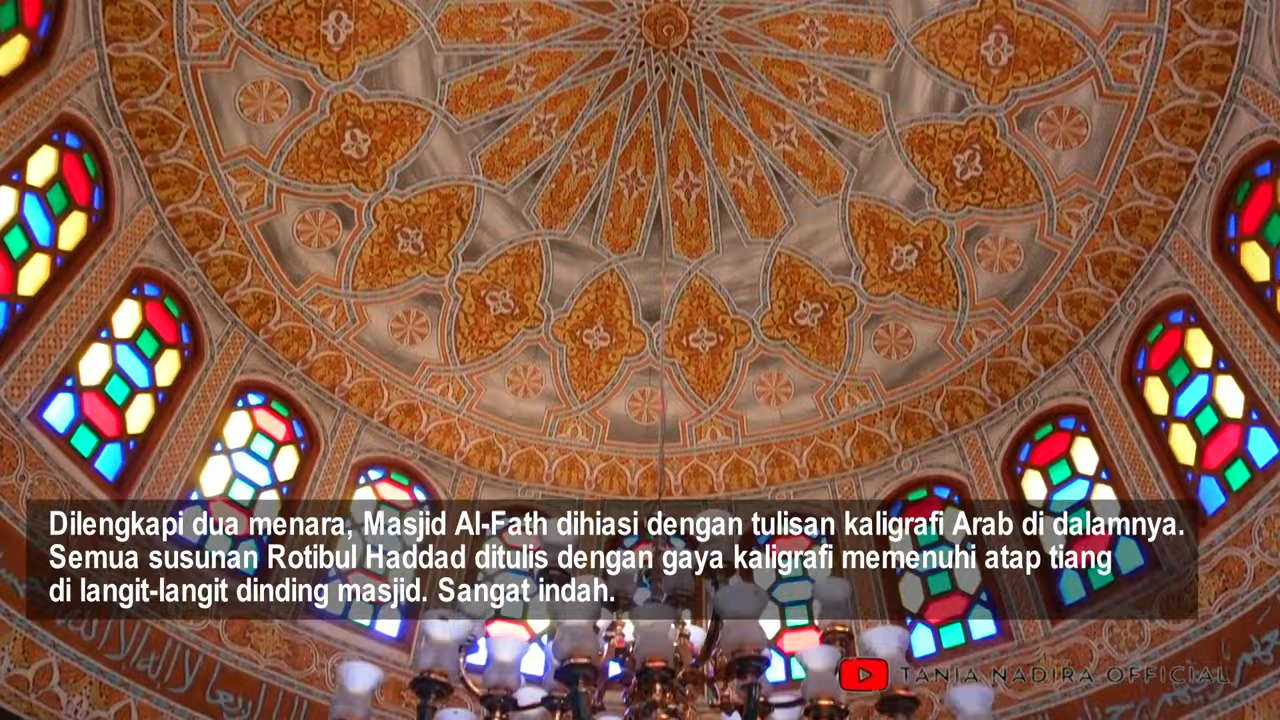 Dilengkapi dua menara, Masjid Al-Fath dihiasi dengan tulisan kaligrafi Arab di dalamnya.
Semua susunan Rotibul Haddad ditulis dengan gaya kaligrafi memenuhi atap tiang
di langit-langit dinding masjid. Sangat indah.
TANIA NADIRA OFFICIAL